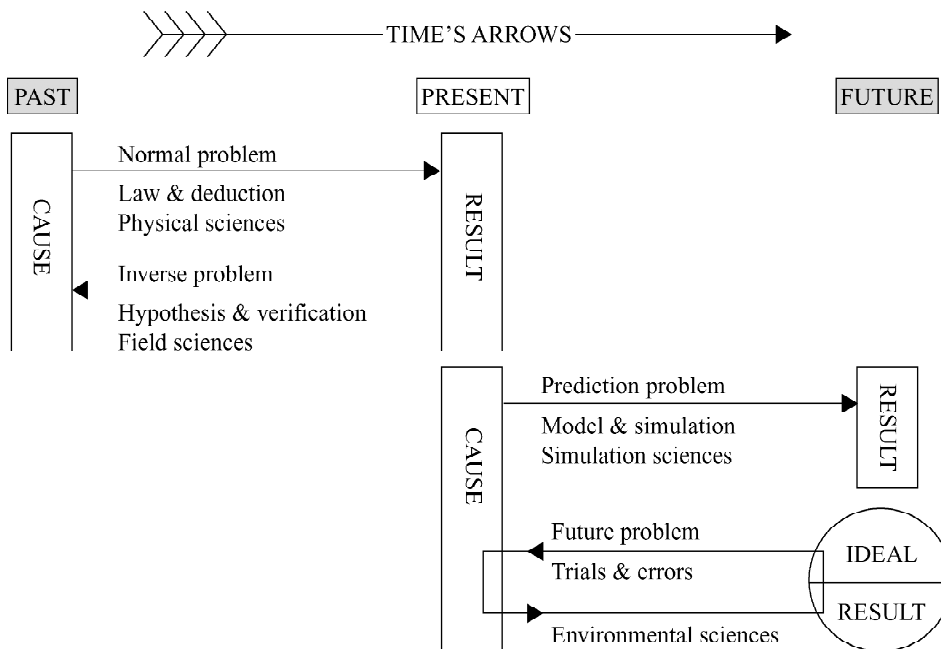 TIME’S ARROWS
PAST
PRESENT
FUTURE
CAUSE
Normal problem
Law & deduction
Physical sciences
Inverse problem
Hypothesis & verification
Field sciences
RESULT
CAUSE
Prediction problem
Model & simulation
Simulation sciences
RESULT
Future problem
Trials & errors
Environmental sciences
IDEAL
RESULT